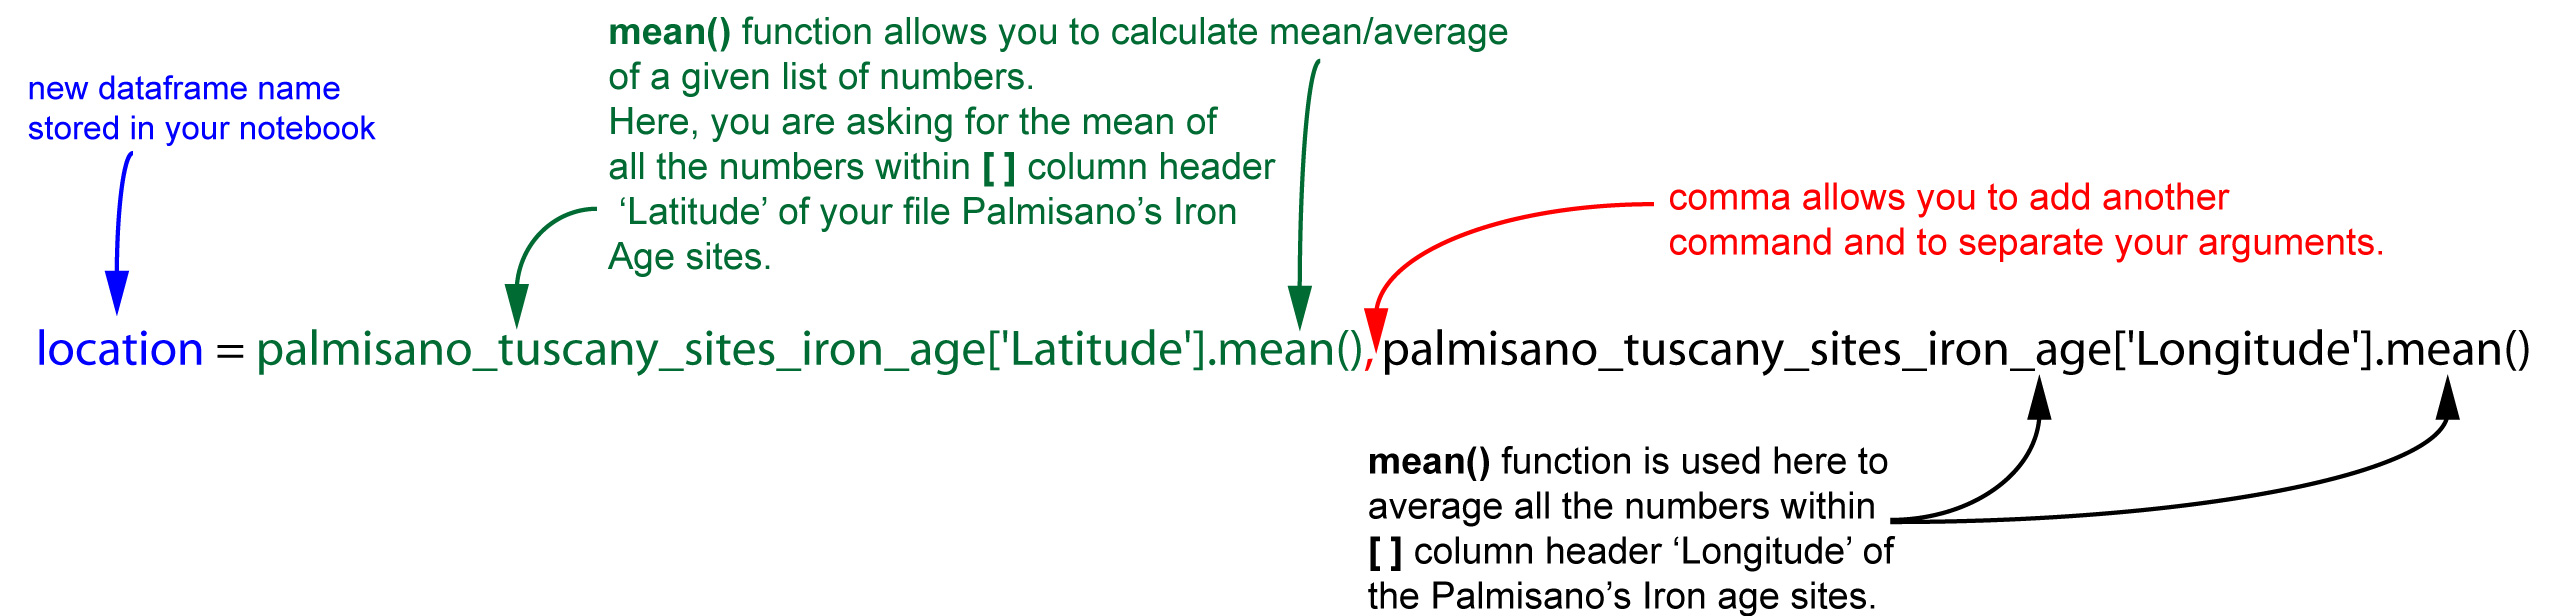 new dataframe name
stored in your notebook
mean() function allows you to calculate mean/average
of a given list of numbers.
Here, you are asking for the mean of
all the numbers within [ ] column header
‘Latitude’ of your file Palmisano’s Iron
Age sites.
comma allows you to add another
command and to separate your arguments.
location = palmisano_tuscany_sites_iron_age['Latitude'].mean(), palmisano_tuscany_sites_iron_age['Longitude'].mean()
mean() function is used here to
average all the numbers within
[ ] column header ‘Longitude’ of
the Palmisano’s Iron age sites.